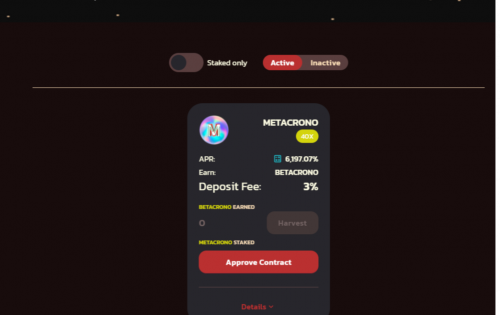 Staked only
Active Inactive
METACRONO
40X
APR: 6,197.07%
Earn: BETACRONO
Deposit Fee: 3%
BETACRONO EARNED
0 Harvest
METACRONO STAKED
Approve Contract
Details